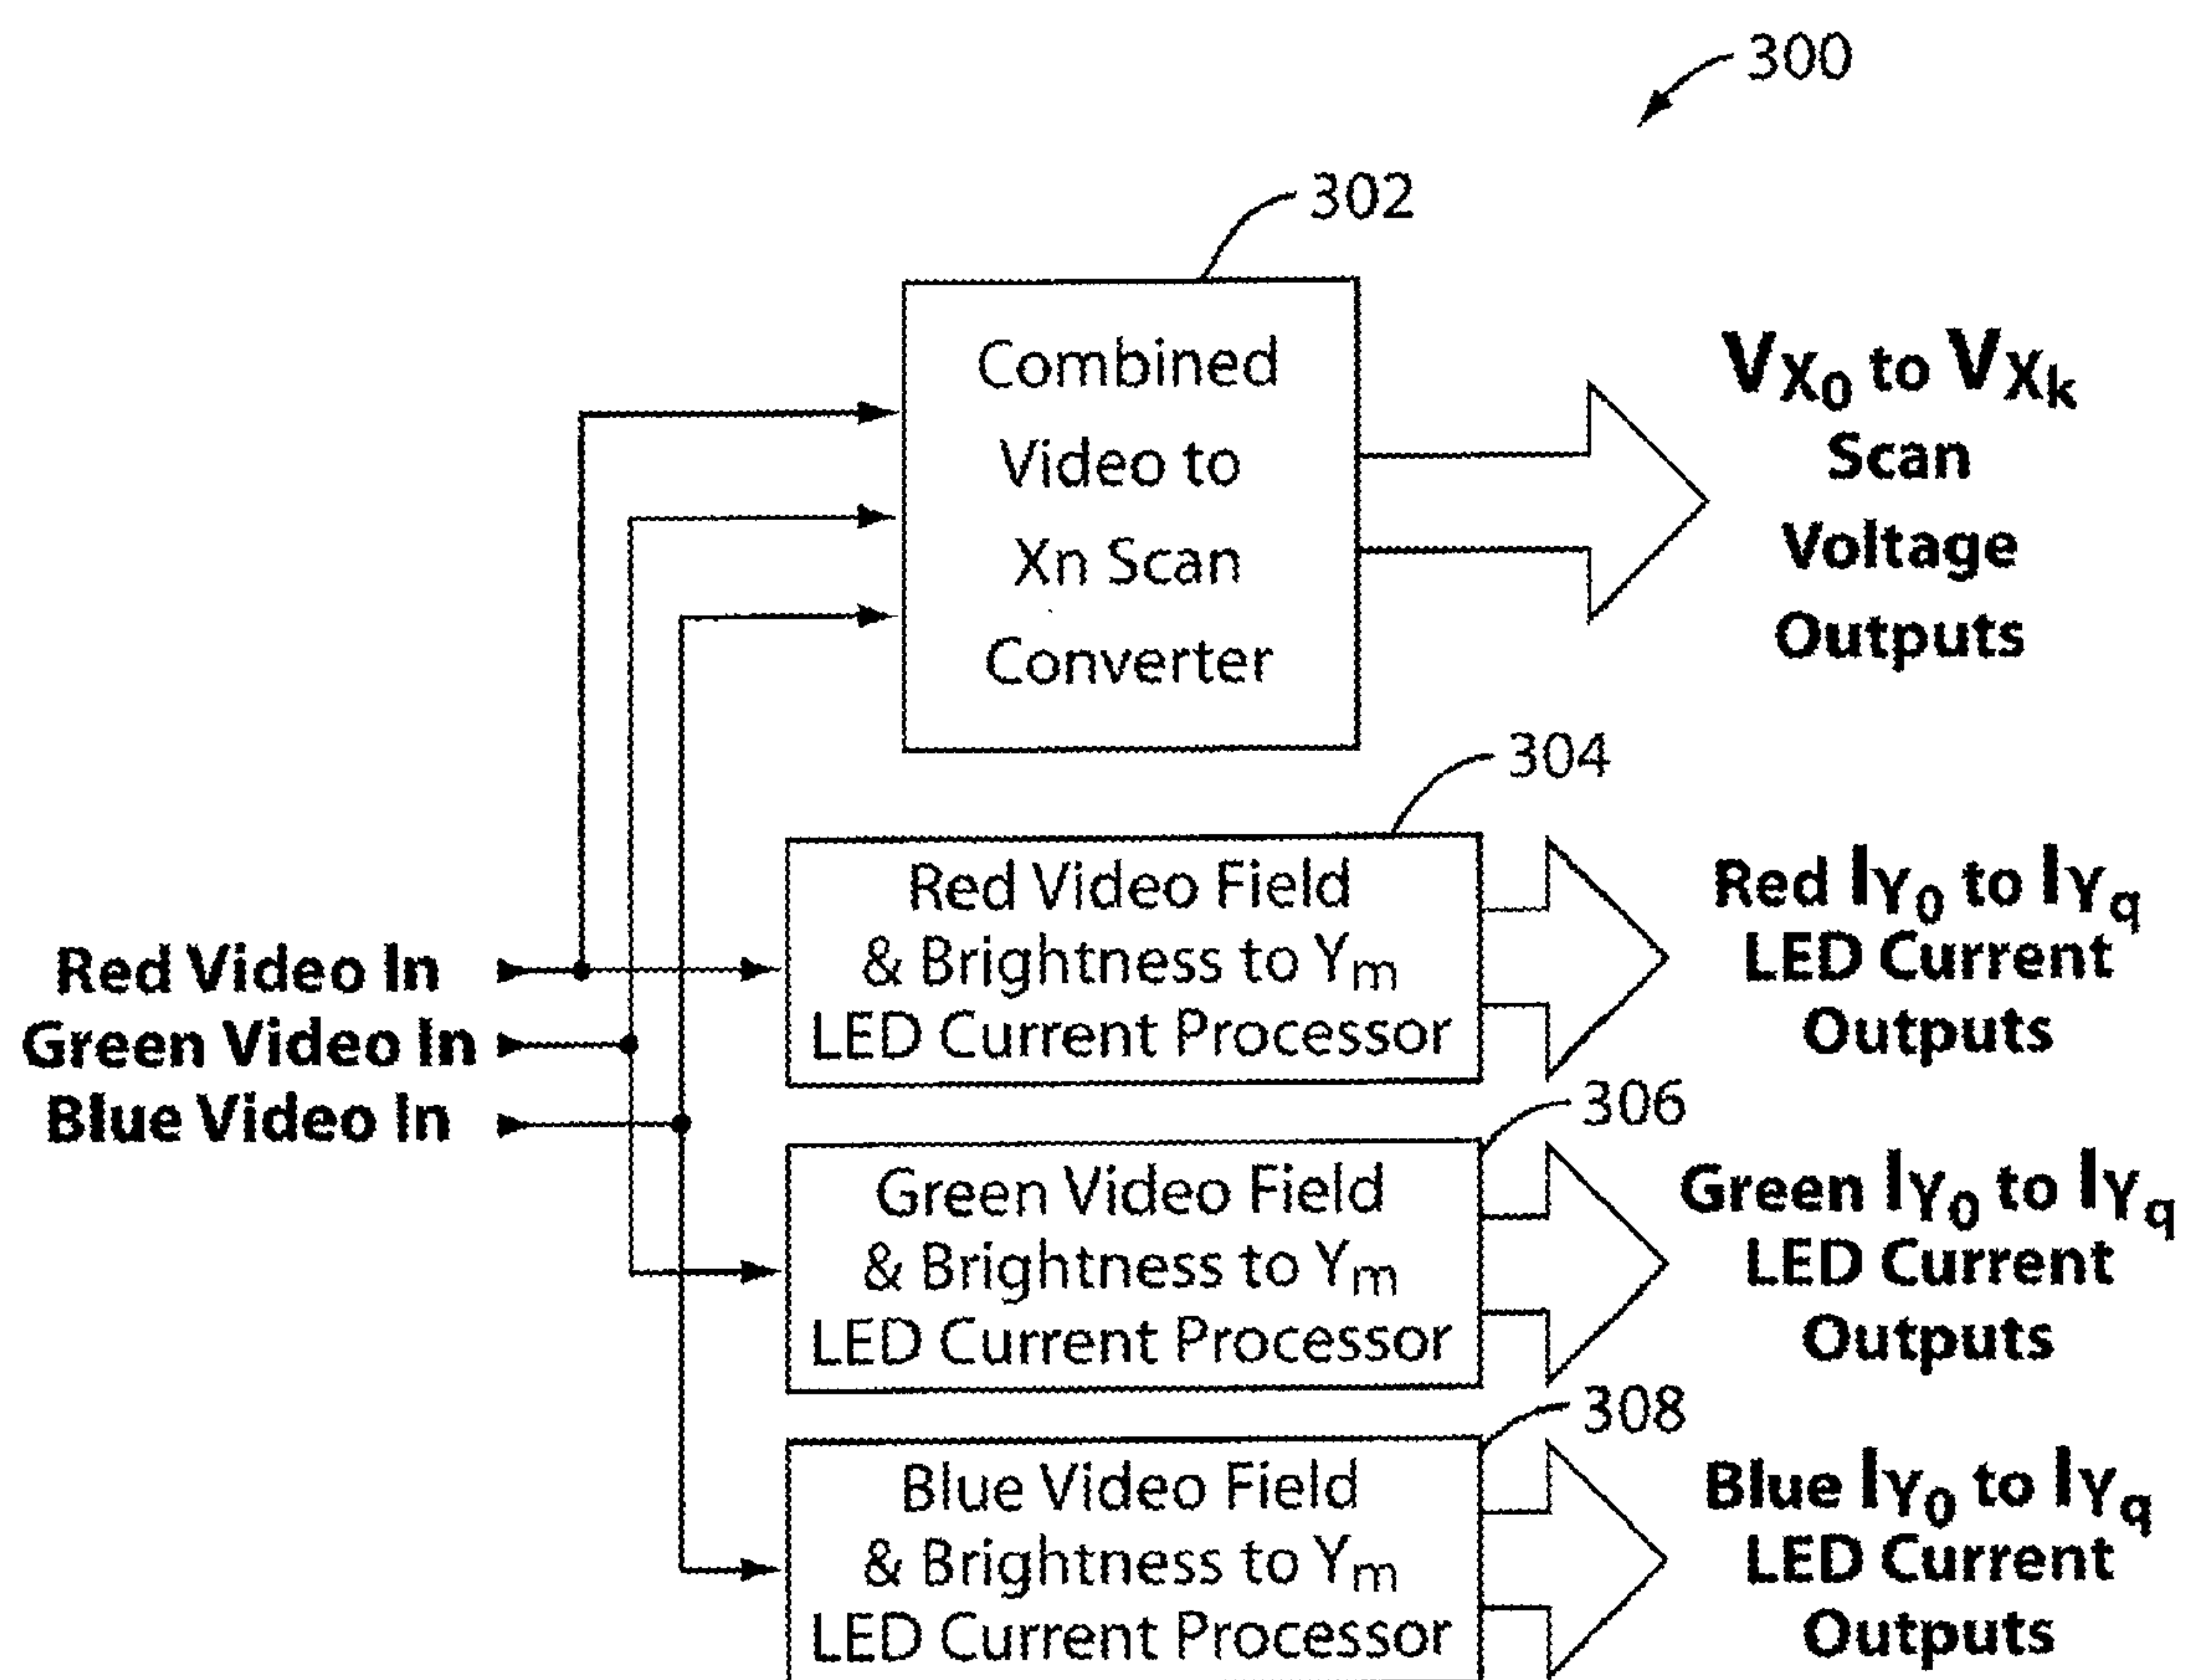 300
302
Combined
Video to
Xn Scan
Converter
VX0 to VXk
Scan
Voltage
Outputs
304
Red Video Field
& Brightness to Ym
LED Current Processor
Red IY0 to IYq
LED Current
Outputs
Red Video In
Green Video In
Blue Video In
306
Green Video Field
& Brightness to Ym
LED Current Processor
Green IY0 to IYq
LED Current
Outputs
308
Blue Video Field
& Brightness to Ym
LED Current Processor
Blue IY0 to IYq
LED Current
Outputs